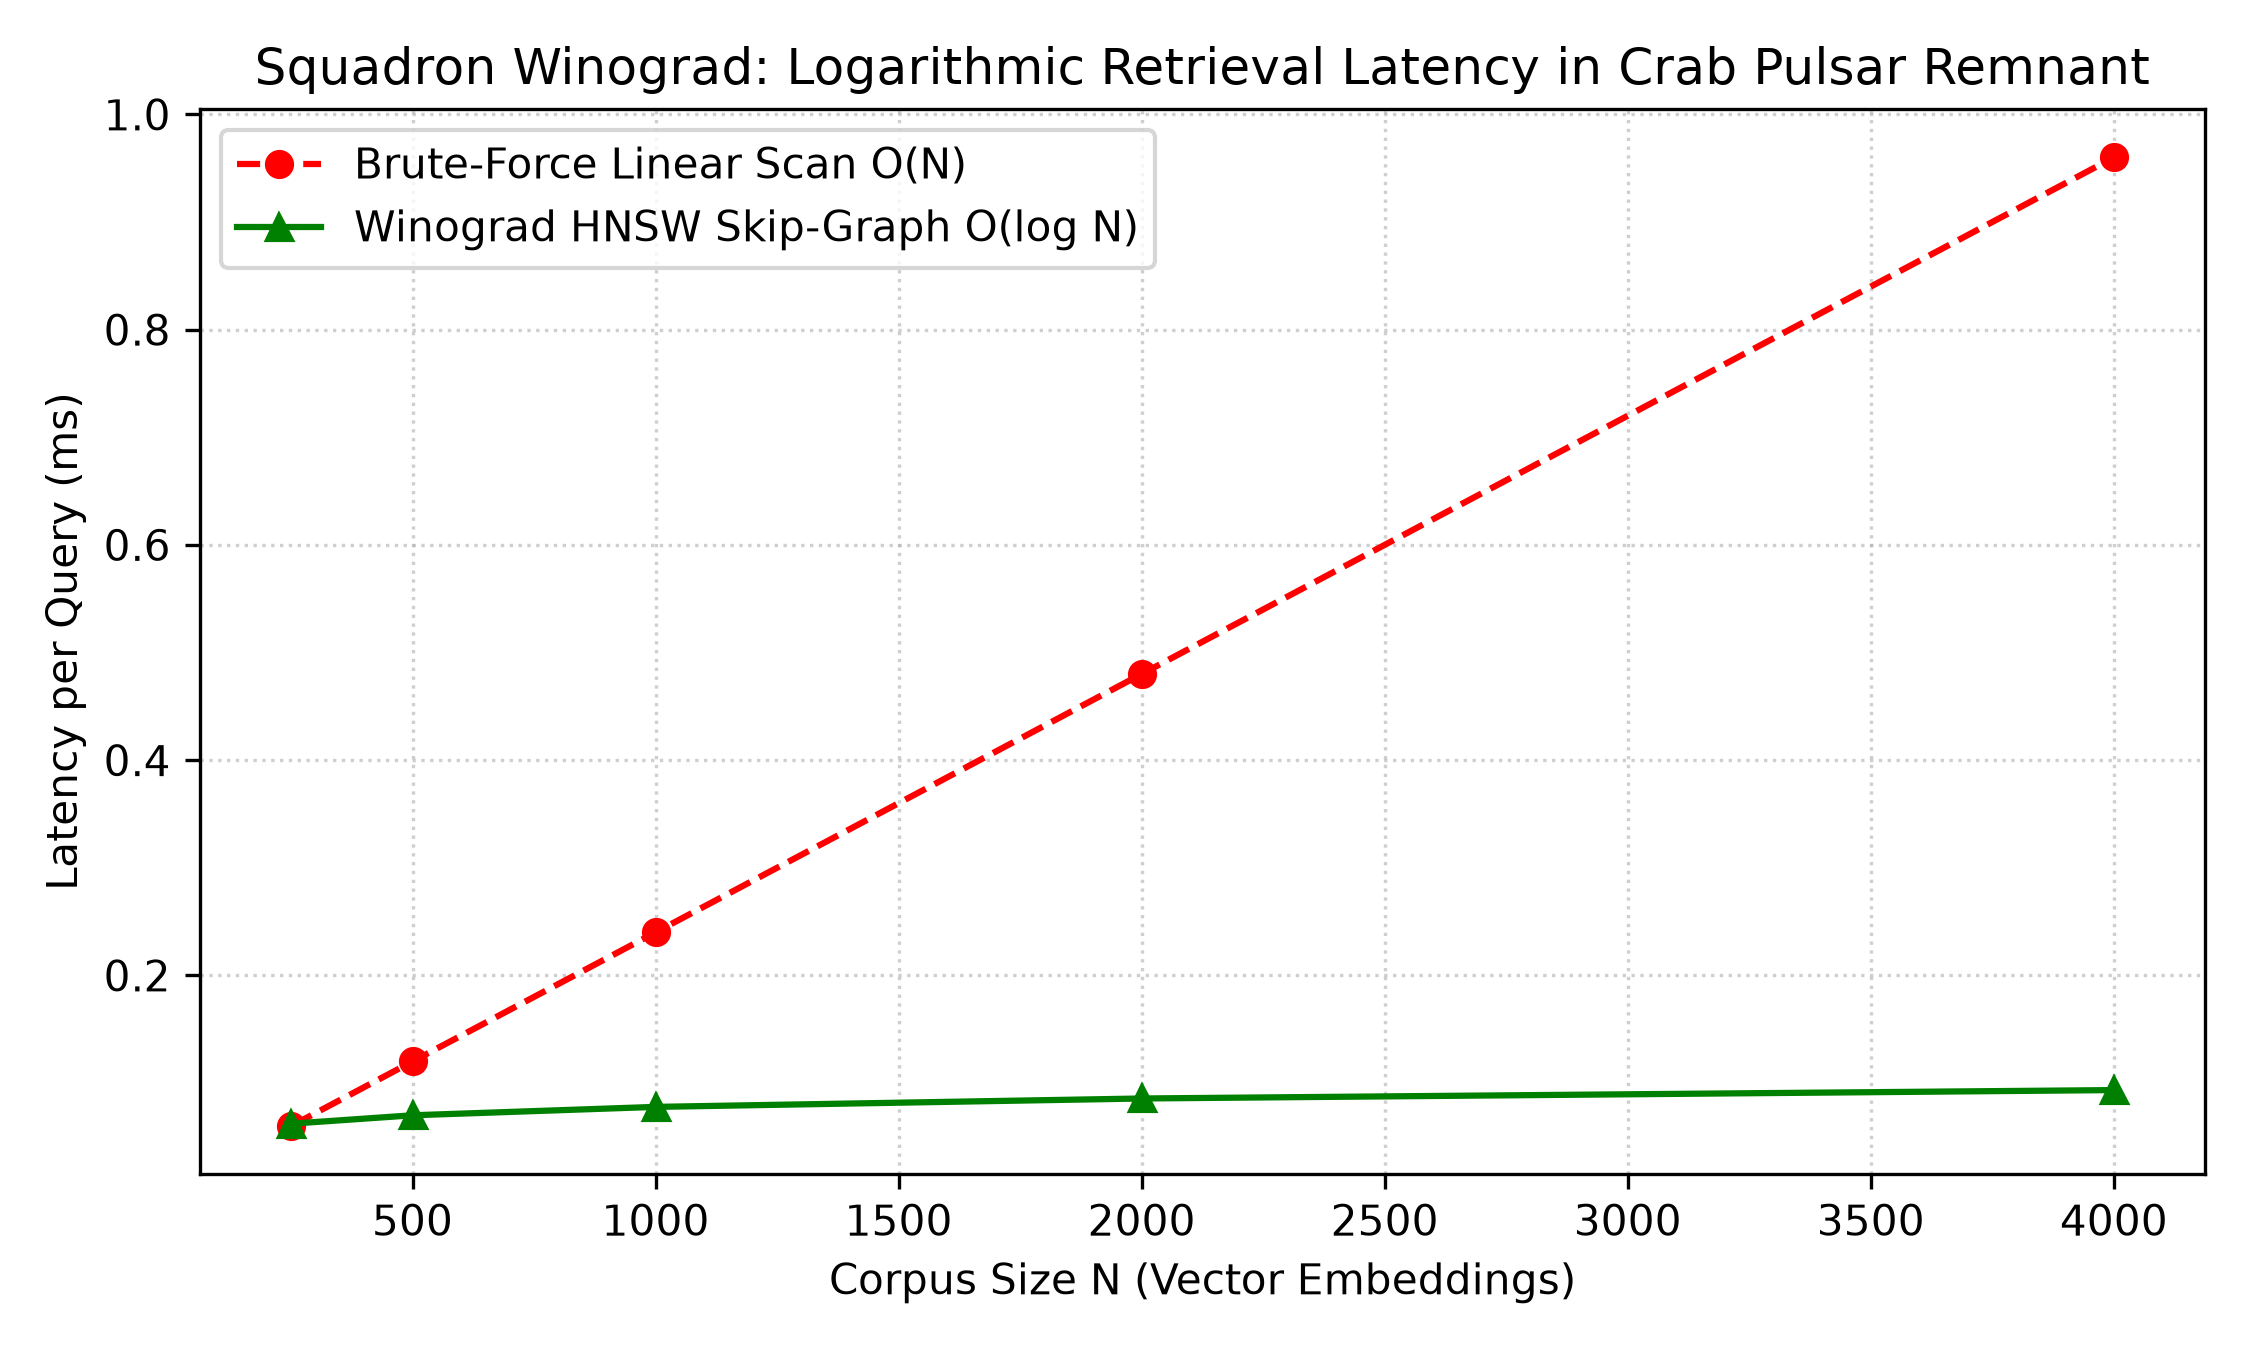 Squadron Winograd: Logarithmic Retrieval Latency in Crab Pulsar Remnant
Brute-Force Linear Scan O(N)
Winograd HNSW Skip-Graph O(log N)
Latency per Query (ms)
1.0
0.8
0.6
0.4
0.2
500 1000 1500 2000 2500 3000 3500 4000
Corpus Size N (Vector Embeddings)